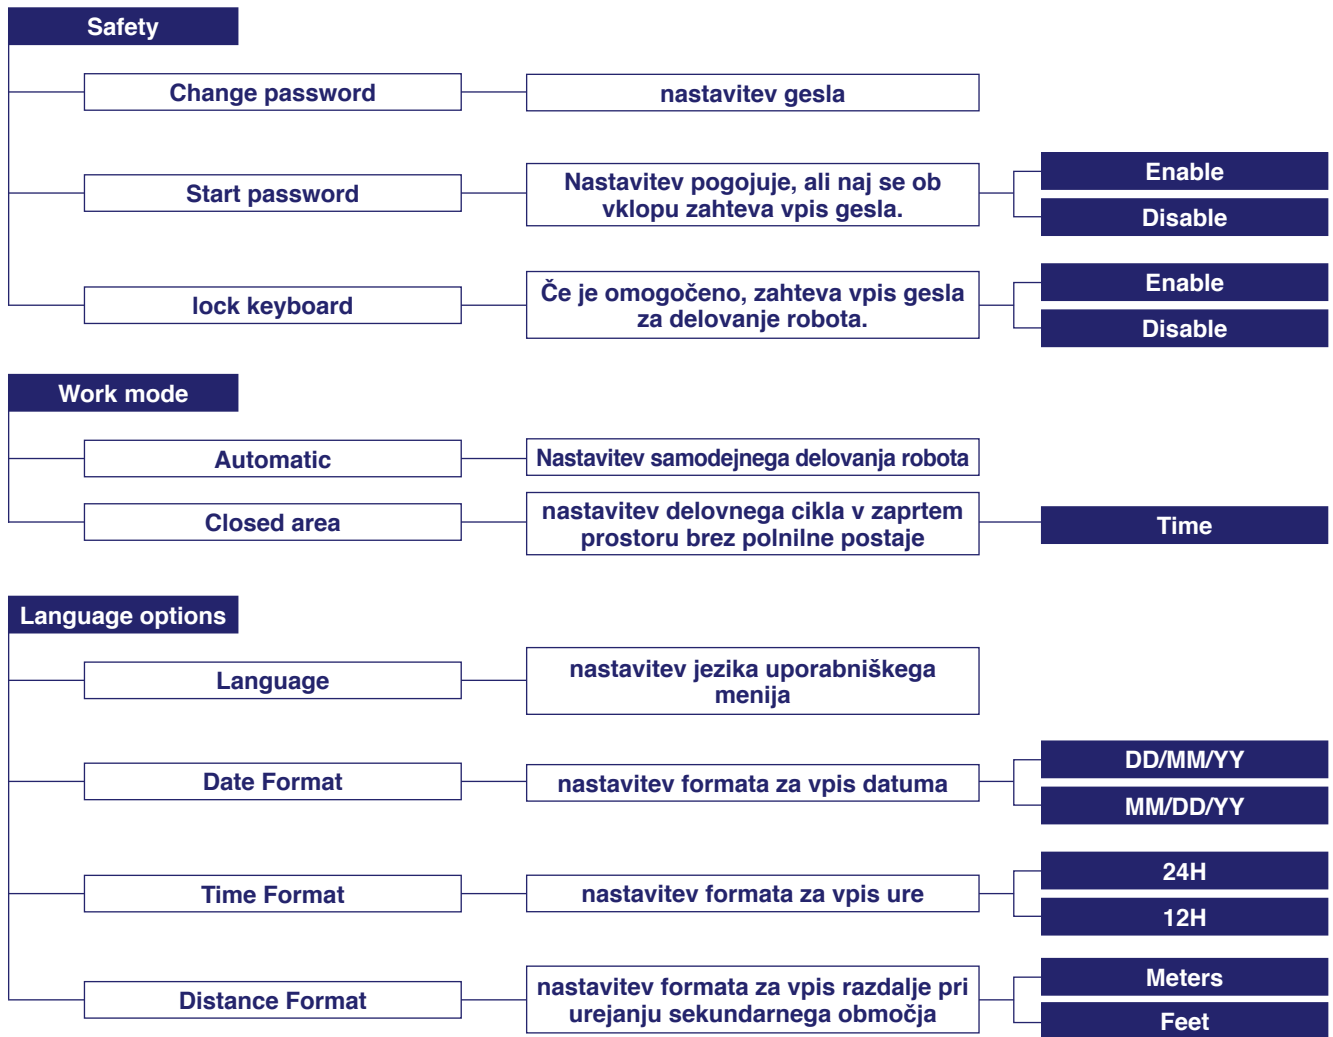 Safety
Change password
nastavitev gesla
Start password
Nastavitev pogojuje, ali naj se ob
vklopu zahteva vpis gesla.
Enable
Disable
lock keyboard
Če je omogočeno, zahteva vpis gesla
za delovanje robota.
Enable
Disable
Work mode
Automatic
Nastavitev samodejnega delovanja robota
Closed area
nastavitev delovnega cikla v zaprtem
prostoru brez polnilne postaje
Time
Language options
Language
nastavitev jezika uporabniškega
menija
Date Format
nastavitev formata za vpis datuma
DD/MM/YY
MM/DD/YY
Time Format
nastavitev formata za vpis ure
24H
12H
Distance Format
nastavitev formata za vpis razdalje pri
urejanju sekundarnega območja
Meters
Feet